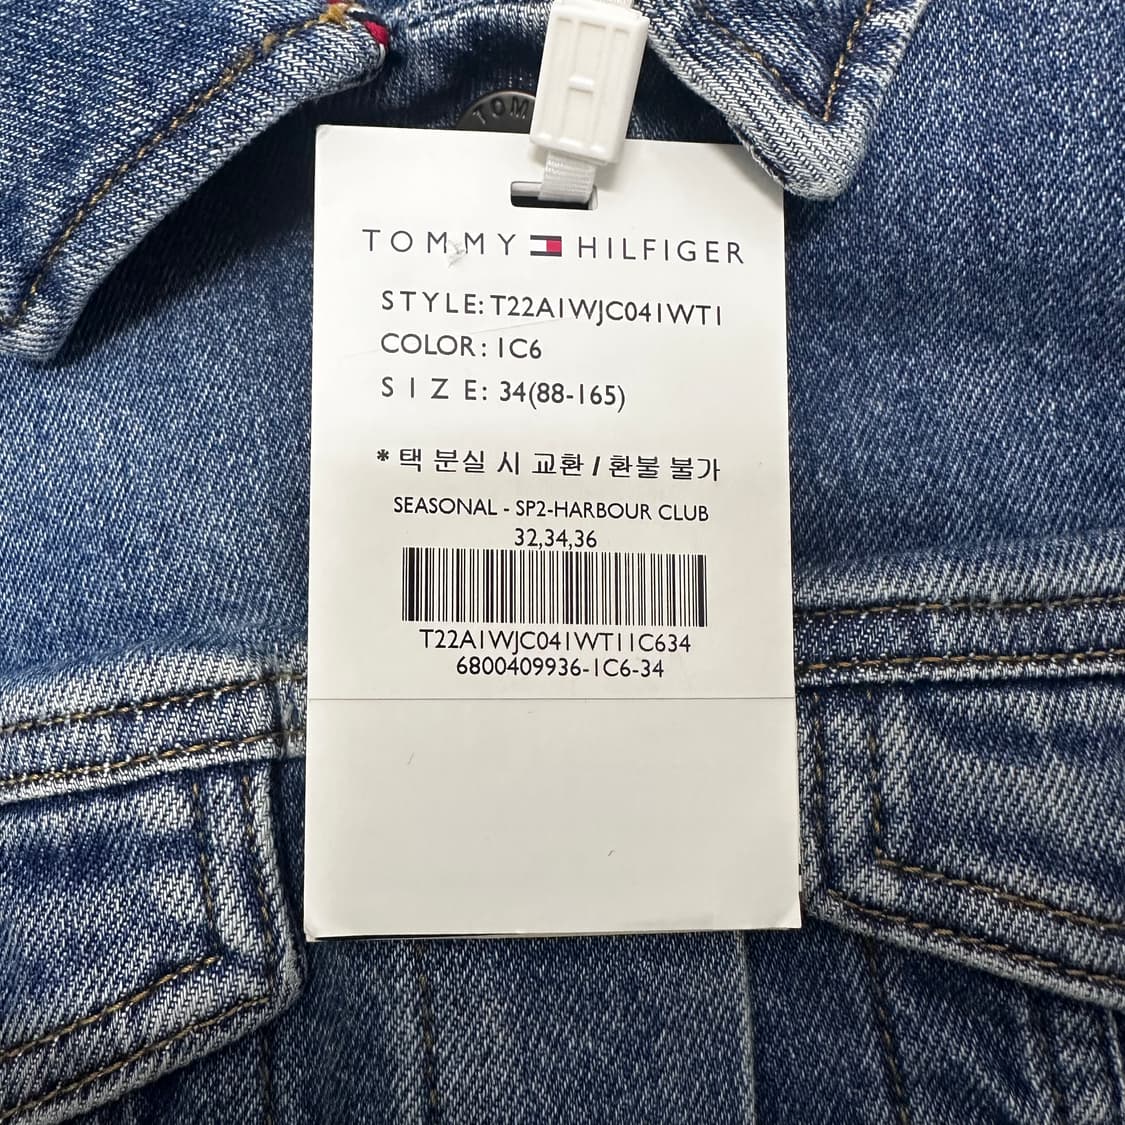 TOM
TOMMY HILFIGER
STYLE: T22A1WJC041WT1
COLOR: 1C6
SIZE: 34(88-165)
* 택 분실 시 교환 / 환불 불가
SEASONAL - SP2-HARBOUR CLUB
32,34,36
T22A1WJC041WT11C634
6800409936-1C6-34